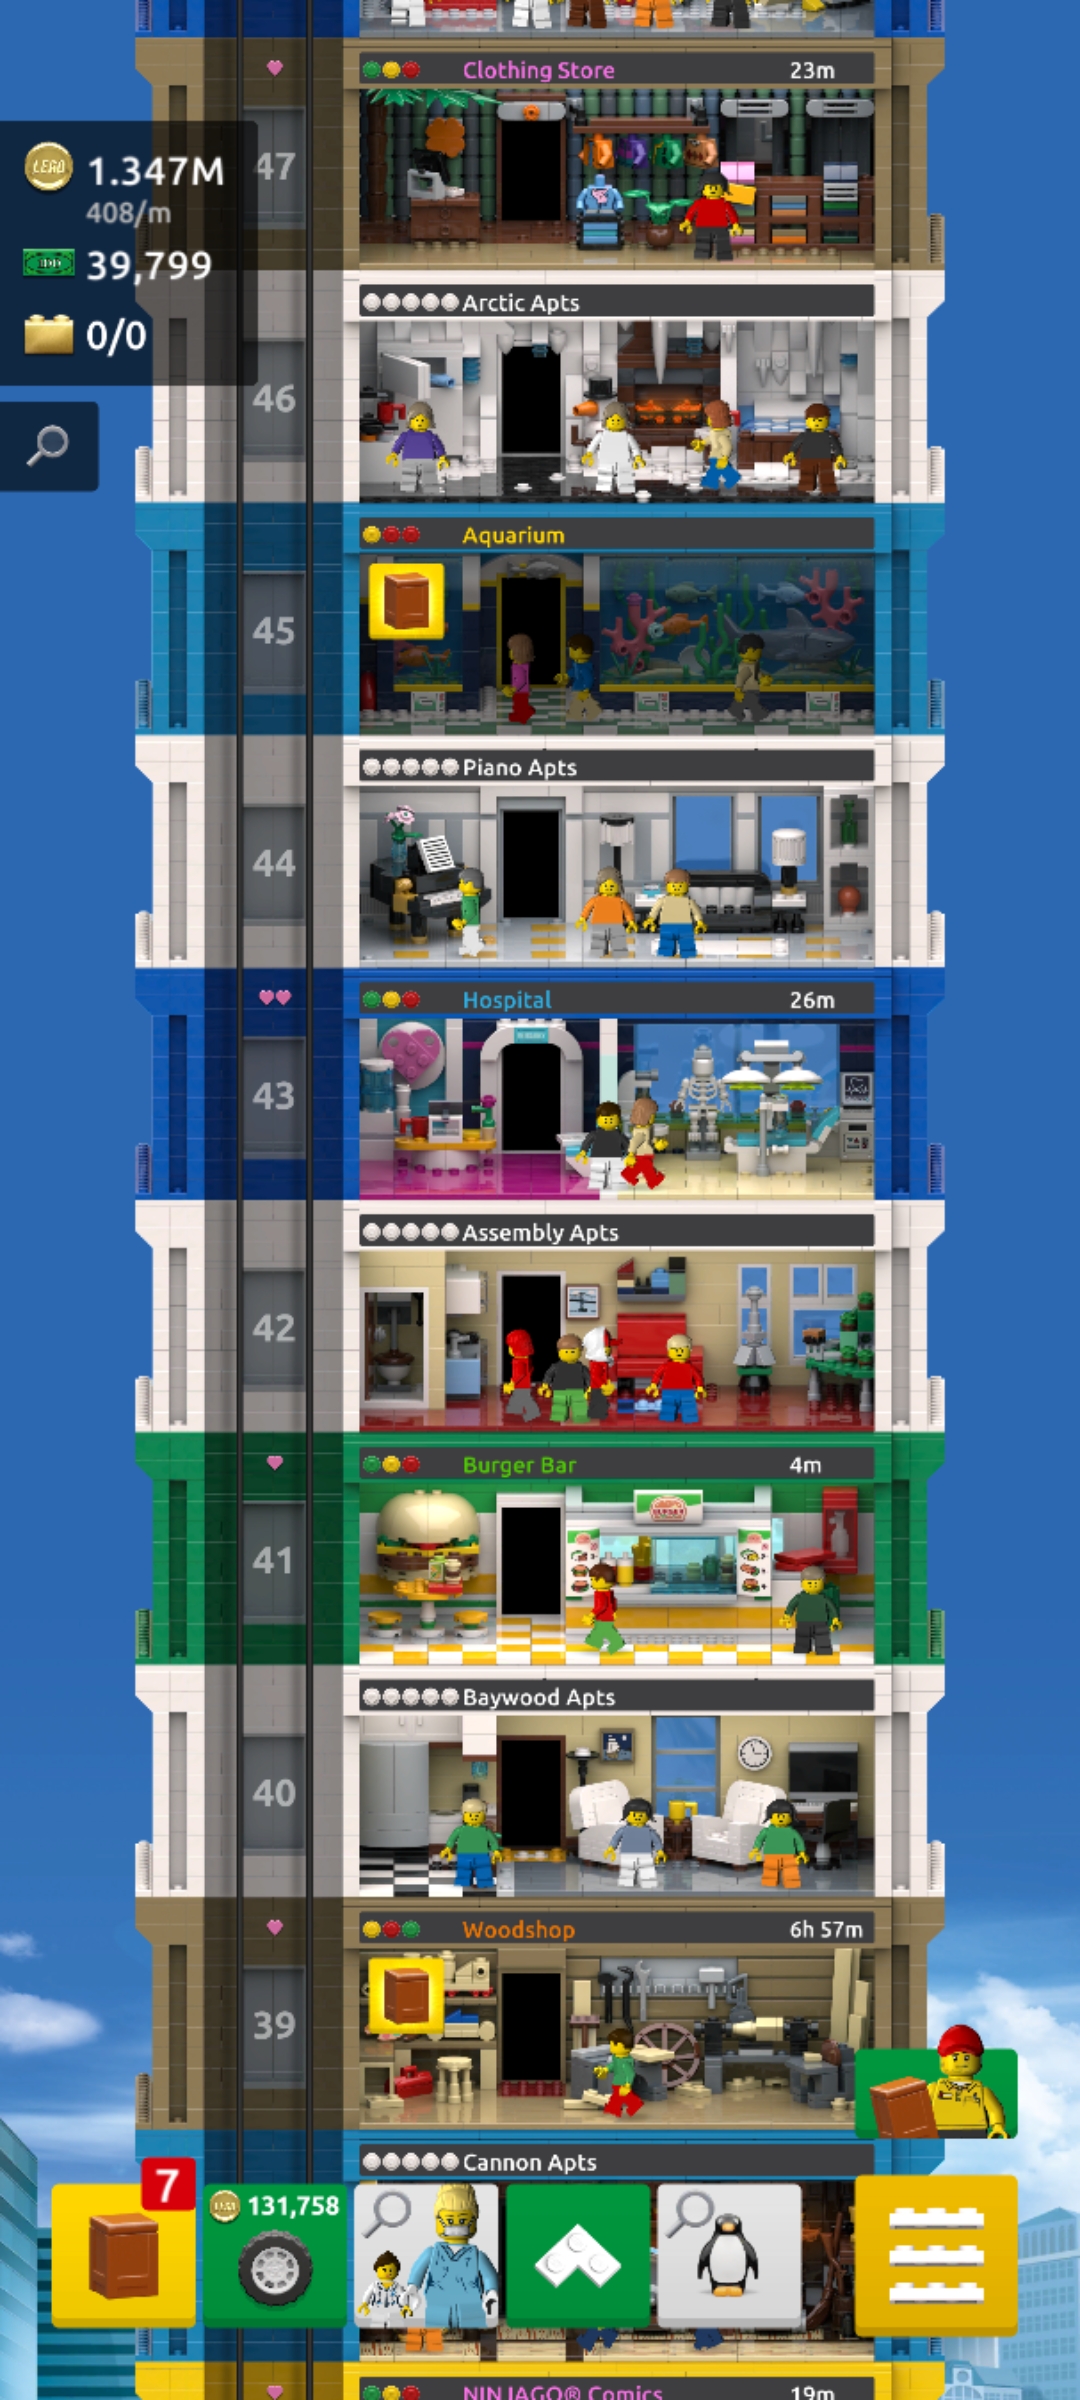 Clothing Store 23m
47
LEGO 1.347M
408/m
39,799
0/0
Arctic Apts
46
Aquarium
45
Piano Apts
44
Hospital 26m
43
Assembly Apts
42
Burger Bar 4m
41
Baywood Apts
40
Woodshop 6h 57m
39
Cannon Apts
7
131,758
NINJAGO® Comics 19m